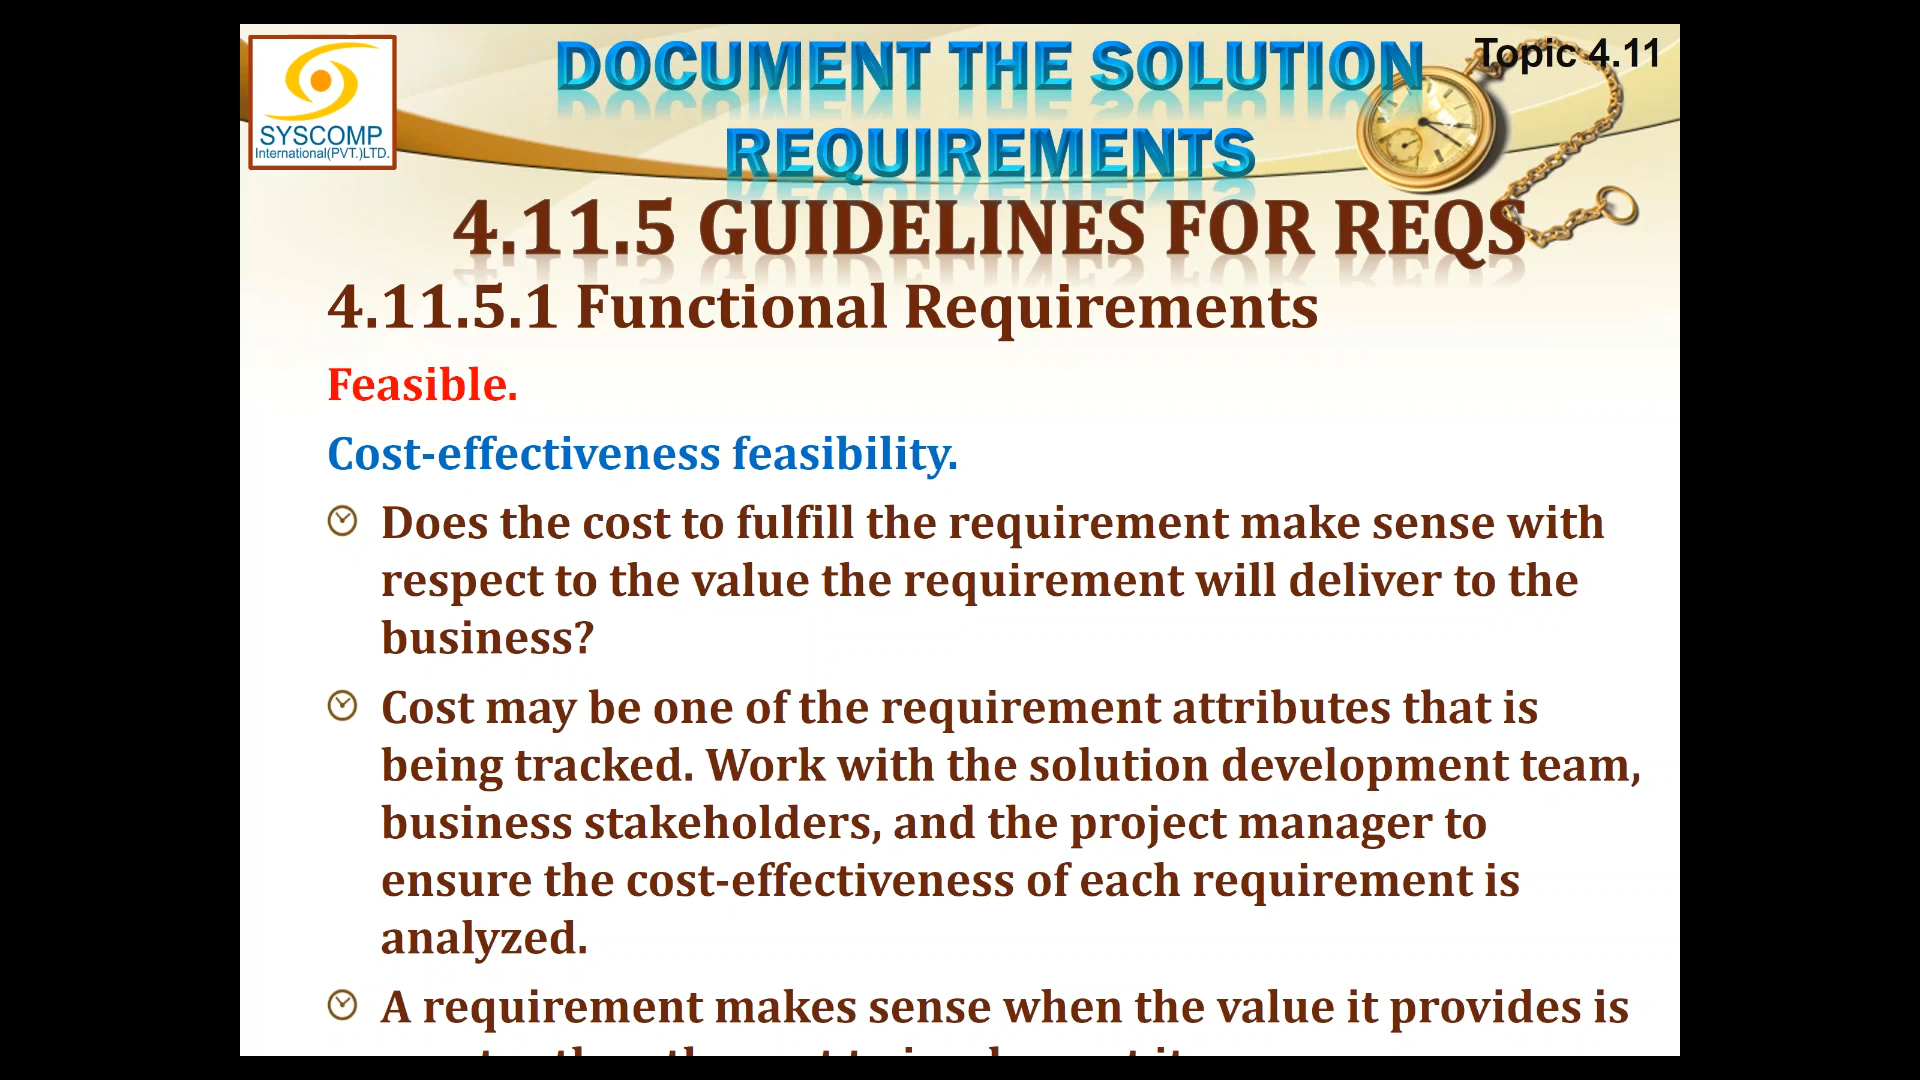 DOCUMENT THE SOLUTION
Topic 4.11
REQUIREMENTS
SYSCOMP
International(PVT.)LTD.
4.11.5 GUIDELINES FOR REQS
4.11.5.1 Functional Requirements
Feasible.
Cost-effectiveness feasibility.
Does the cost to fulfill the requirement make sense with
respect to the value the requirement will deliver to the
business?
Cost may be one of the requirement attributes that is
being tracked. Work with the solution development team,
business stakeholders, and the project manager to
ensure the cost-effectiveness of each requirement is
analyzed.
A requirement makes sense when the value it provides is